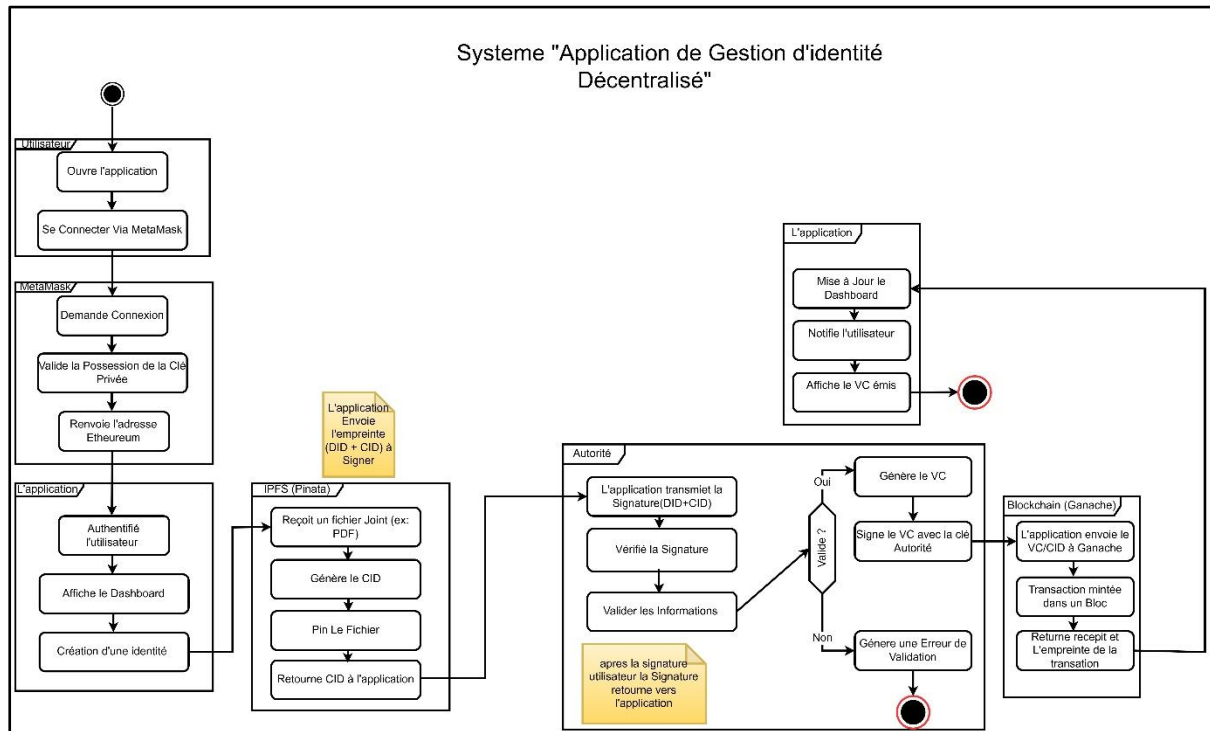 Systeme "Application de Gestion d'identité
Décentralisé"
Utilisateur
Ouvre l'application
Se Connecter Via MetaMask
MetaMask
Demande Connexion
Valide la Possession de la Clé
Privée
Renvoie l'adresse
Etheureum
L'application
Authentifié
l'utilisateur
Affiche le Dashboard
Création d'une identité
L'application
Envoie
l'empreinte
(DID + CID) à
Signer
IPFS (Pinata)
Reçoit un fichier Joint (ex:
PDF)
Génère le CID
Pin Le Fichier
Retourne CID à l'application
Autorité
L'application transmiet la
Signature(DID+CID)
Vérifié la Signature
Valider les Informations
apres la signature
utilisateur la Signature
retourne vers
l'application
Valide ?
Oui
Non
Génère le VC
Signe le VC avec la clé
Autorité
Génere une Erreur de
Validation
Blockchain (Ganache)
L'application envoie le
VC/CID à Ganache
Transaction mintée
dans un Bloc
Returne recepit et
L'empreinte de la
transation
L'application
Mise à Jour le
Dashboard
Notifie l'utilisateur
Affiche le VC émis